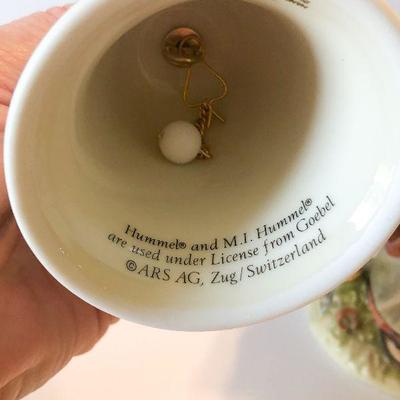 Hummel® and M.I. Hummel®
are used under License from Goebel
©ARS AG, Zug/Switzerland